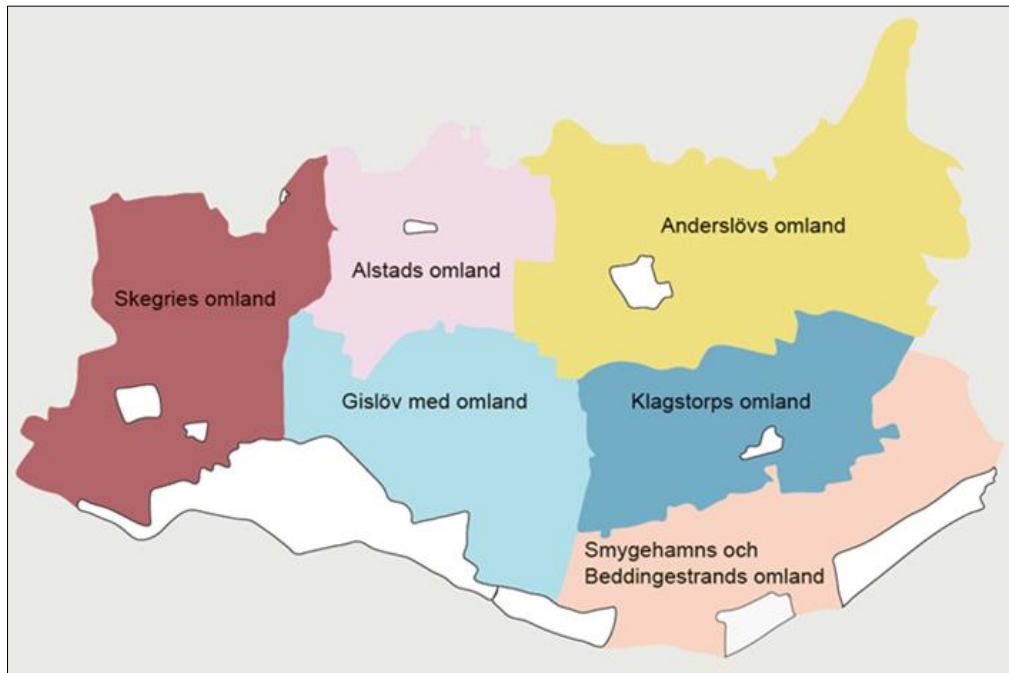 Anderslövs omland
Alstads omland
Skegries omland
Gislöv med omland
Klagstorps omland
Smygehamns och
Beddingestrands omland